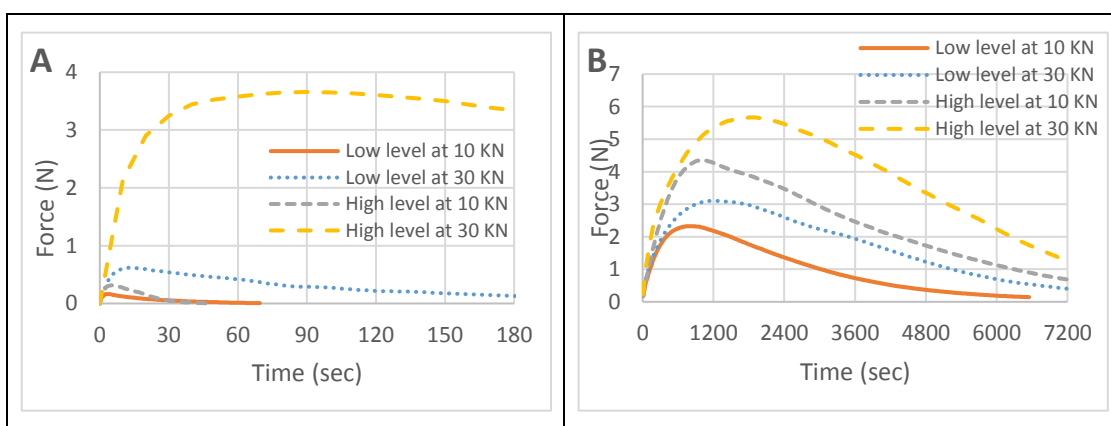 A
4
3
2
1
0
Force (N)
Low level at 10 KN
Low level at 30 KN
High level at 10 KN
High level at 30 KN
0 30 60 90 120 150 180
Time (sec)
B
Low level at 10 KN
Low level at 30 KN
High level at 10 KN
High level at 30 KN
7
6
5
4
3
2
1
0
Force (N)
0 1200 2400 3600 4800 6000 7200
Time (sec)